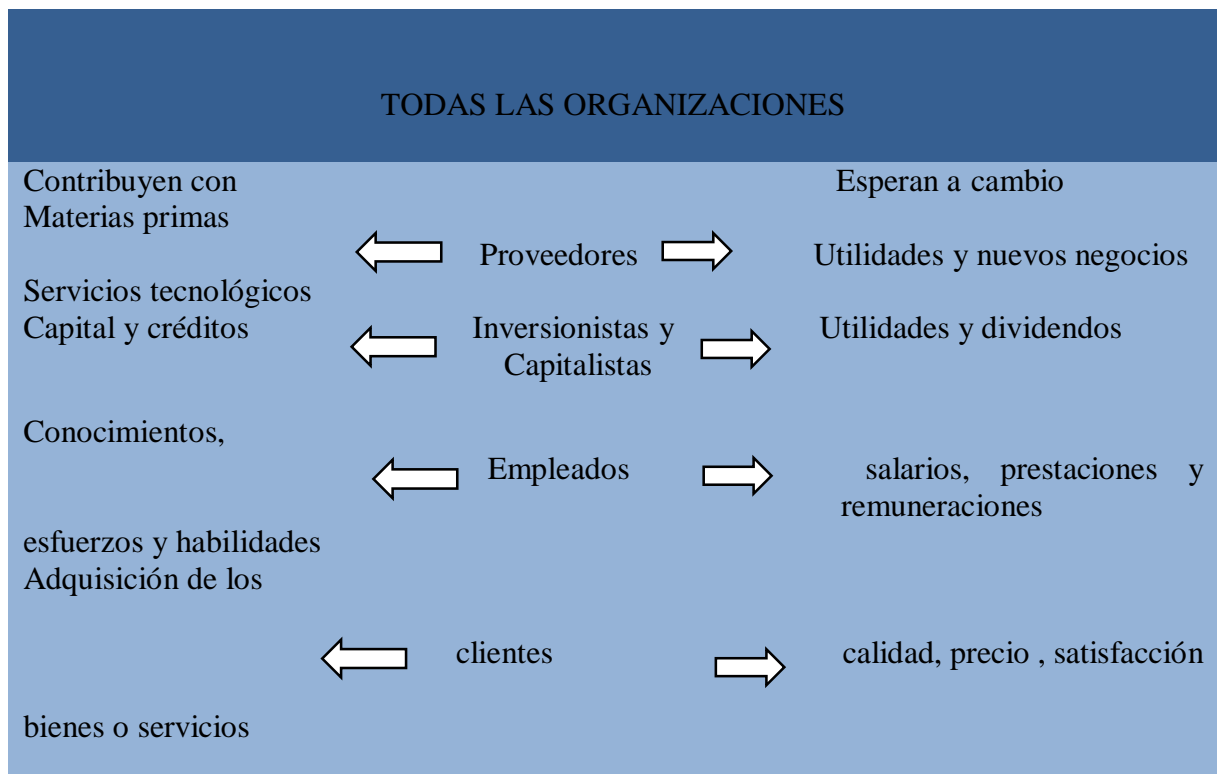 TODAS LAS ORGANIZACIONES
Contribuyen con
Esperan a cambio
Materias primas
Proveedores
Utilidades y nuevos negocios
Servicios tecnológicos
Capital y créditos
Inversionistas y
Capitalistas
Utilidades y dividendos
Conocimientos,
Empleados
salarios, prestaciones y
remuneraciones
esfuerzos y habilidades
Adquisición de los
clientes
calidad, precio , satisfacción
bienes o servicios